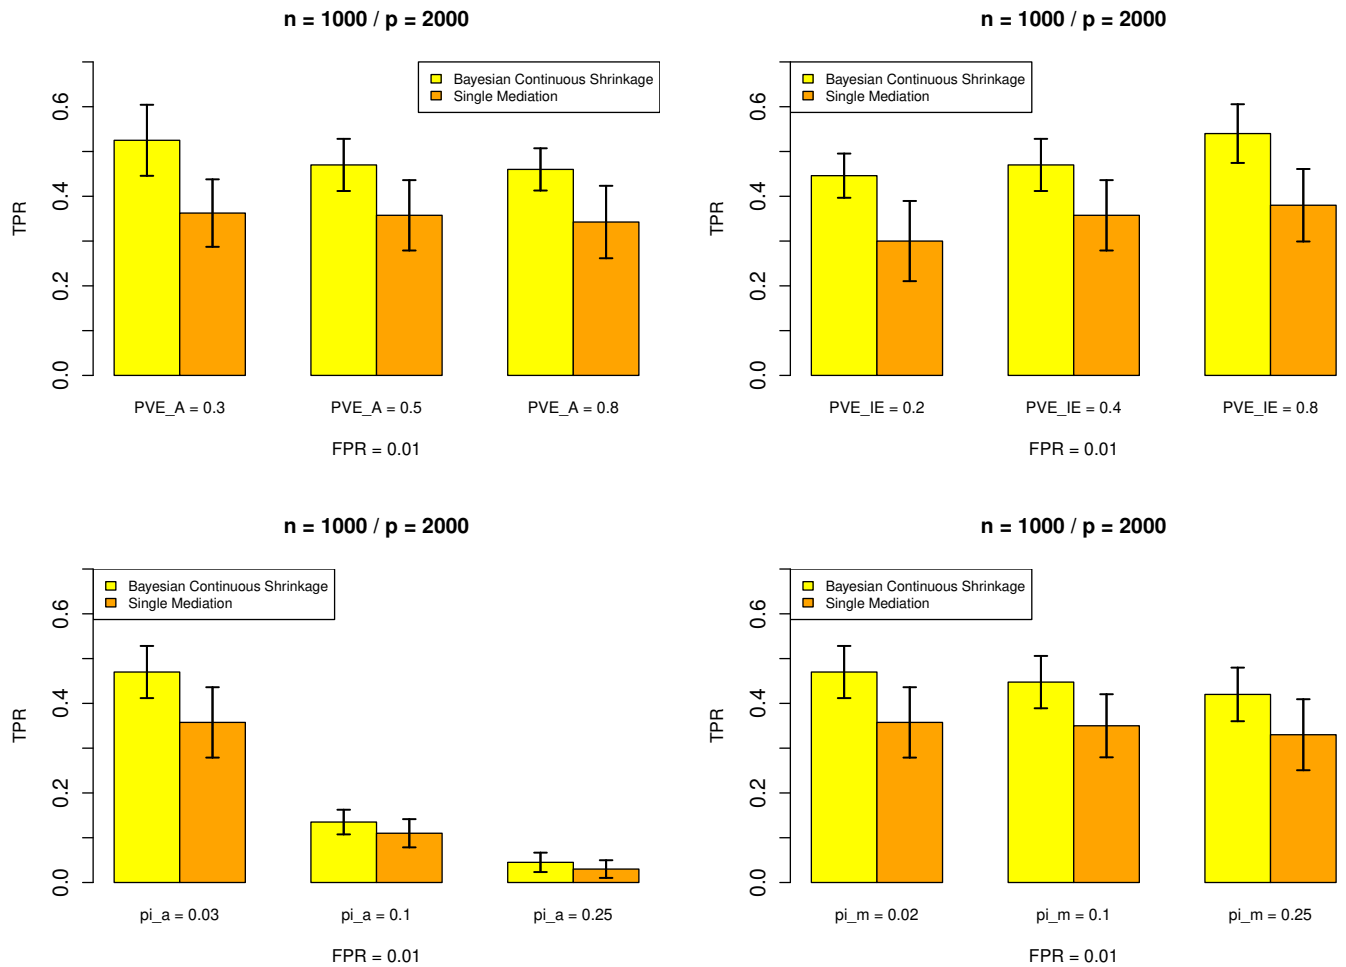 n = 1000 / p = 2000
Bayesian Continuous Shrinkage
Single Mediation
TPR
0.0
0.2
0.4
0.6
PVE_A = 0.3
PVE_A = 0.5
PVE_A = 0.8
FPR = 0.01
n = 1000 / p = 2000
Bayesian Continuous Shrinkage
Single Mediation
TPR
0.0
0.2
0.4
0.6
PVE_IE = 0.2
PVE_IE = 0.4
PVE_IE = 0.8
FPR = 0.01
n = 1000 / p = 2000
Bayesian Continuous Shrinkage
Single Mediation
TPR
0.0
0.2
0.4
0.6
pi_a = 0.03
pi_a = 0.1
pi_a = 0.25
FPR = 0.01
n = 1000 / p = 2000
Bayesian Continuous Shrinkage
Single Mediation
TPR
0.0
0.2
0.4
0.6
pi_m = 0.02
pi_m = 0.1
pi_m = 0.25
FPR = 0.01